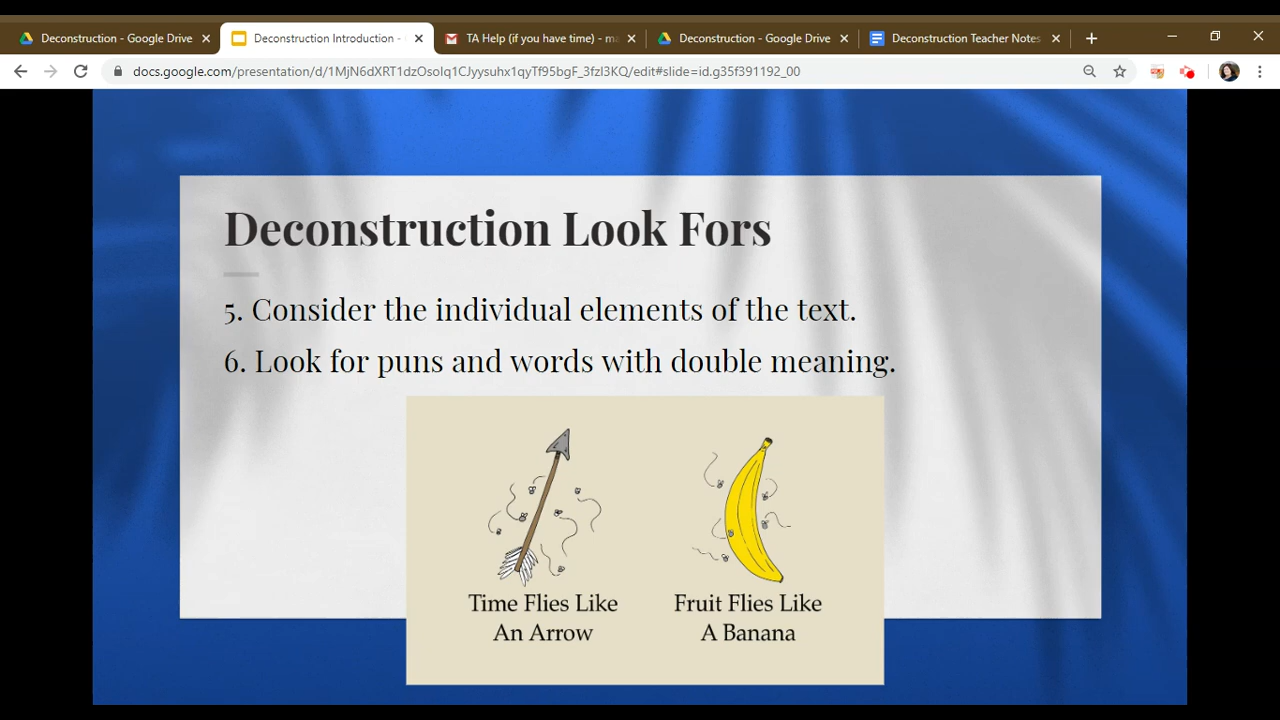 Deconstruction - Google Drive
Deconstruction Introduction -
TA Help (if you have time) - ma
Deconstruction - Google Drive
Deconstruction Teacher Notes
docs.google.com/presentation/d/1MjN6dXRT1dzOsolq1CJyysuhx1qyTf95bgF_3fzI3KQ/edit#slide=id.g35f391192_00
Deconstruction Look Fors
5. Consider the individual elements of the text.
6. Look for puns and words with double meaning.
Time Flies Like
An Arrow
Fruit Flies Like
A Banana